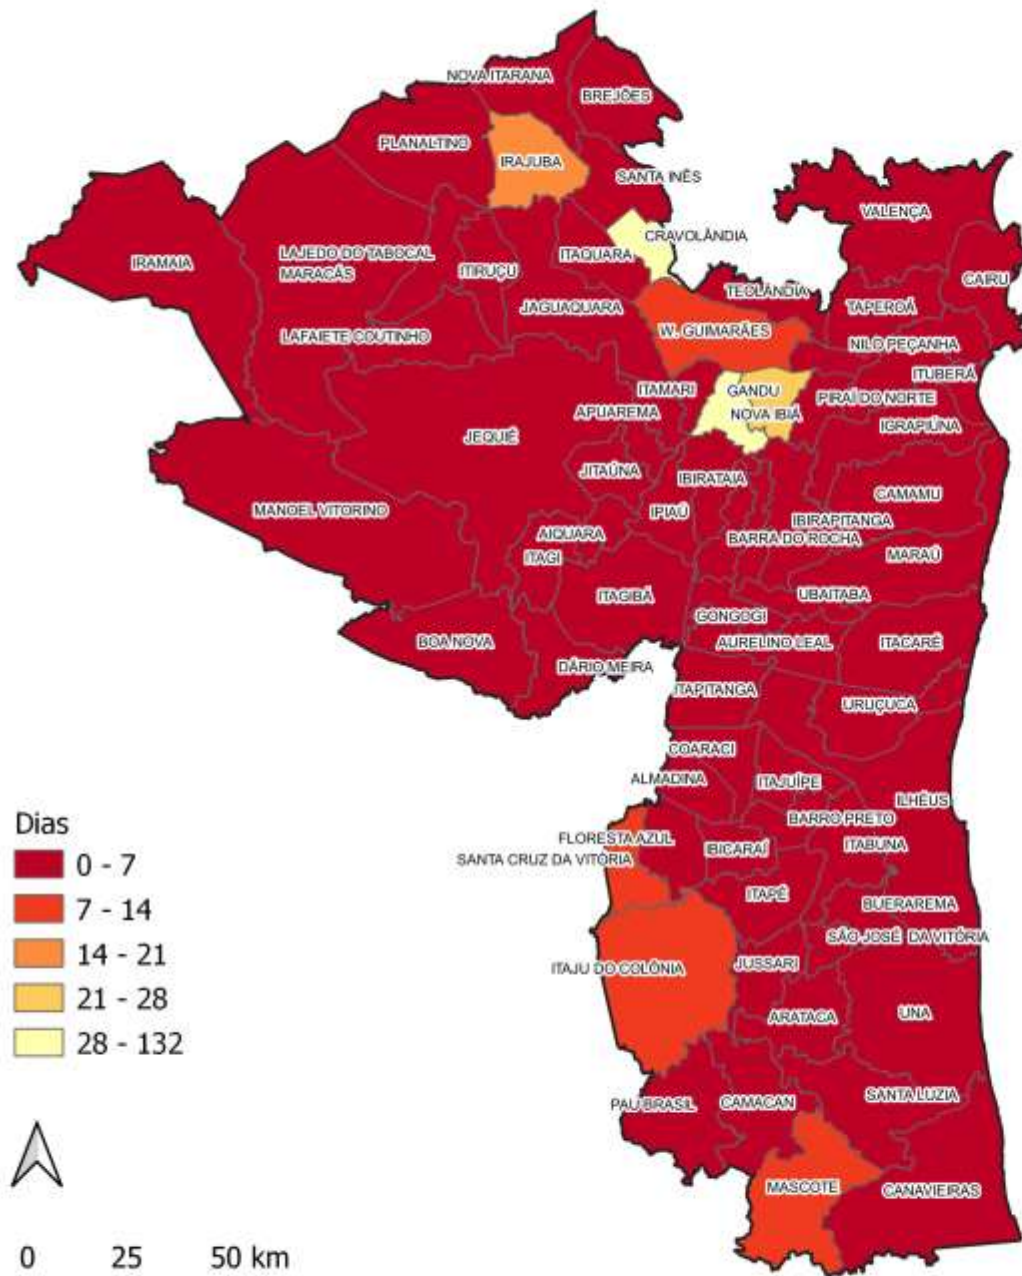 NOVA ITARANA
BREJÕES
PLANALTINO
IRAJUBA
SANTA INÊS
VALENÇA
CRAVOLÂNDIA
LAJEDO DO TABOCAL
ITAQUARA
IRAMAIA
MARACÁS
ITIRUÇU
CAIRU
TEOLÂNDIA
TAPEROÁ
JAGUAQUARA
W. GUIMARÃES
LAFAIETE COUTINHO
NILO PEÇANHA
ITUBERÁ
ITAMARI
GANDU
PIRAÍ DO NORTE
APUAREMA
NOVA IBIÁ
IGRAPIÚNA
JEQUIÉ
JITAÚNA
IBIRATAIA
CAMAMU
MANOEL VITORINO
IPIAÚ
IBIRAPITANGA
AIQUARA
BARRA DO ROCHA
ITAGI
MARAÚ
ITAGIBÁ
UBAITABA
GONGOGI
BOA NOVA
AURELINO LEAL
ITACARÉ
DÁRIO MEIRA
ITAPITANGA
URUÇUCA
COARACI
ALMADINA
ITAJUÍPE
ILHÉUS
BARRO PRETO
FLORESTA AZUL
IBICARAÍ
ITABUNA
SANTA CRUZ DA VITÓRIA
ITAPÉ
BUERAREMA
SÃO JOSÉ DA VITÓRIA
ITAJU DO COLÔNIA
JUSSARI
ARATACA
UNA
PAU BRASIL
CAMACAN
SANTA LUZIA
MASCOTE
CANAVIEIRAS
Dias
0 - 7
7 - 14
14 - 21
21 - 28
28 - 132
0 25 50 km